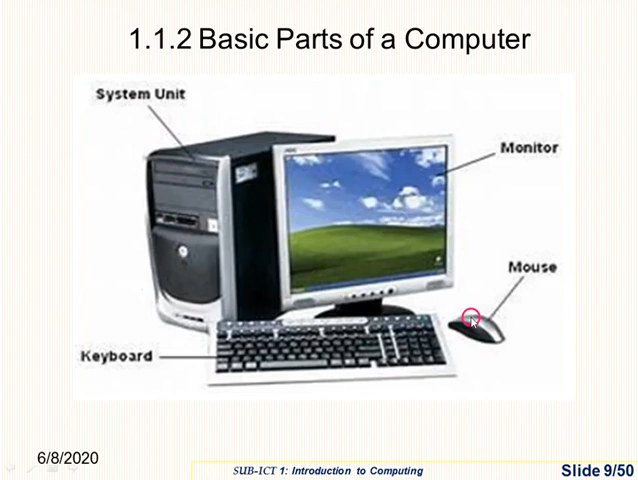 1.1.2 Basic Parts of a Computer
System Unit
Monitor
Mouse
Keyboard
6/8/2020
SUB-ICT 1: Introduction to Computing
Slide 9/50